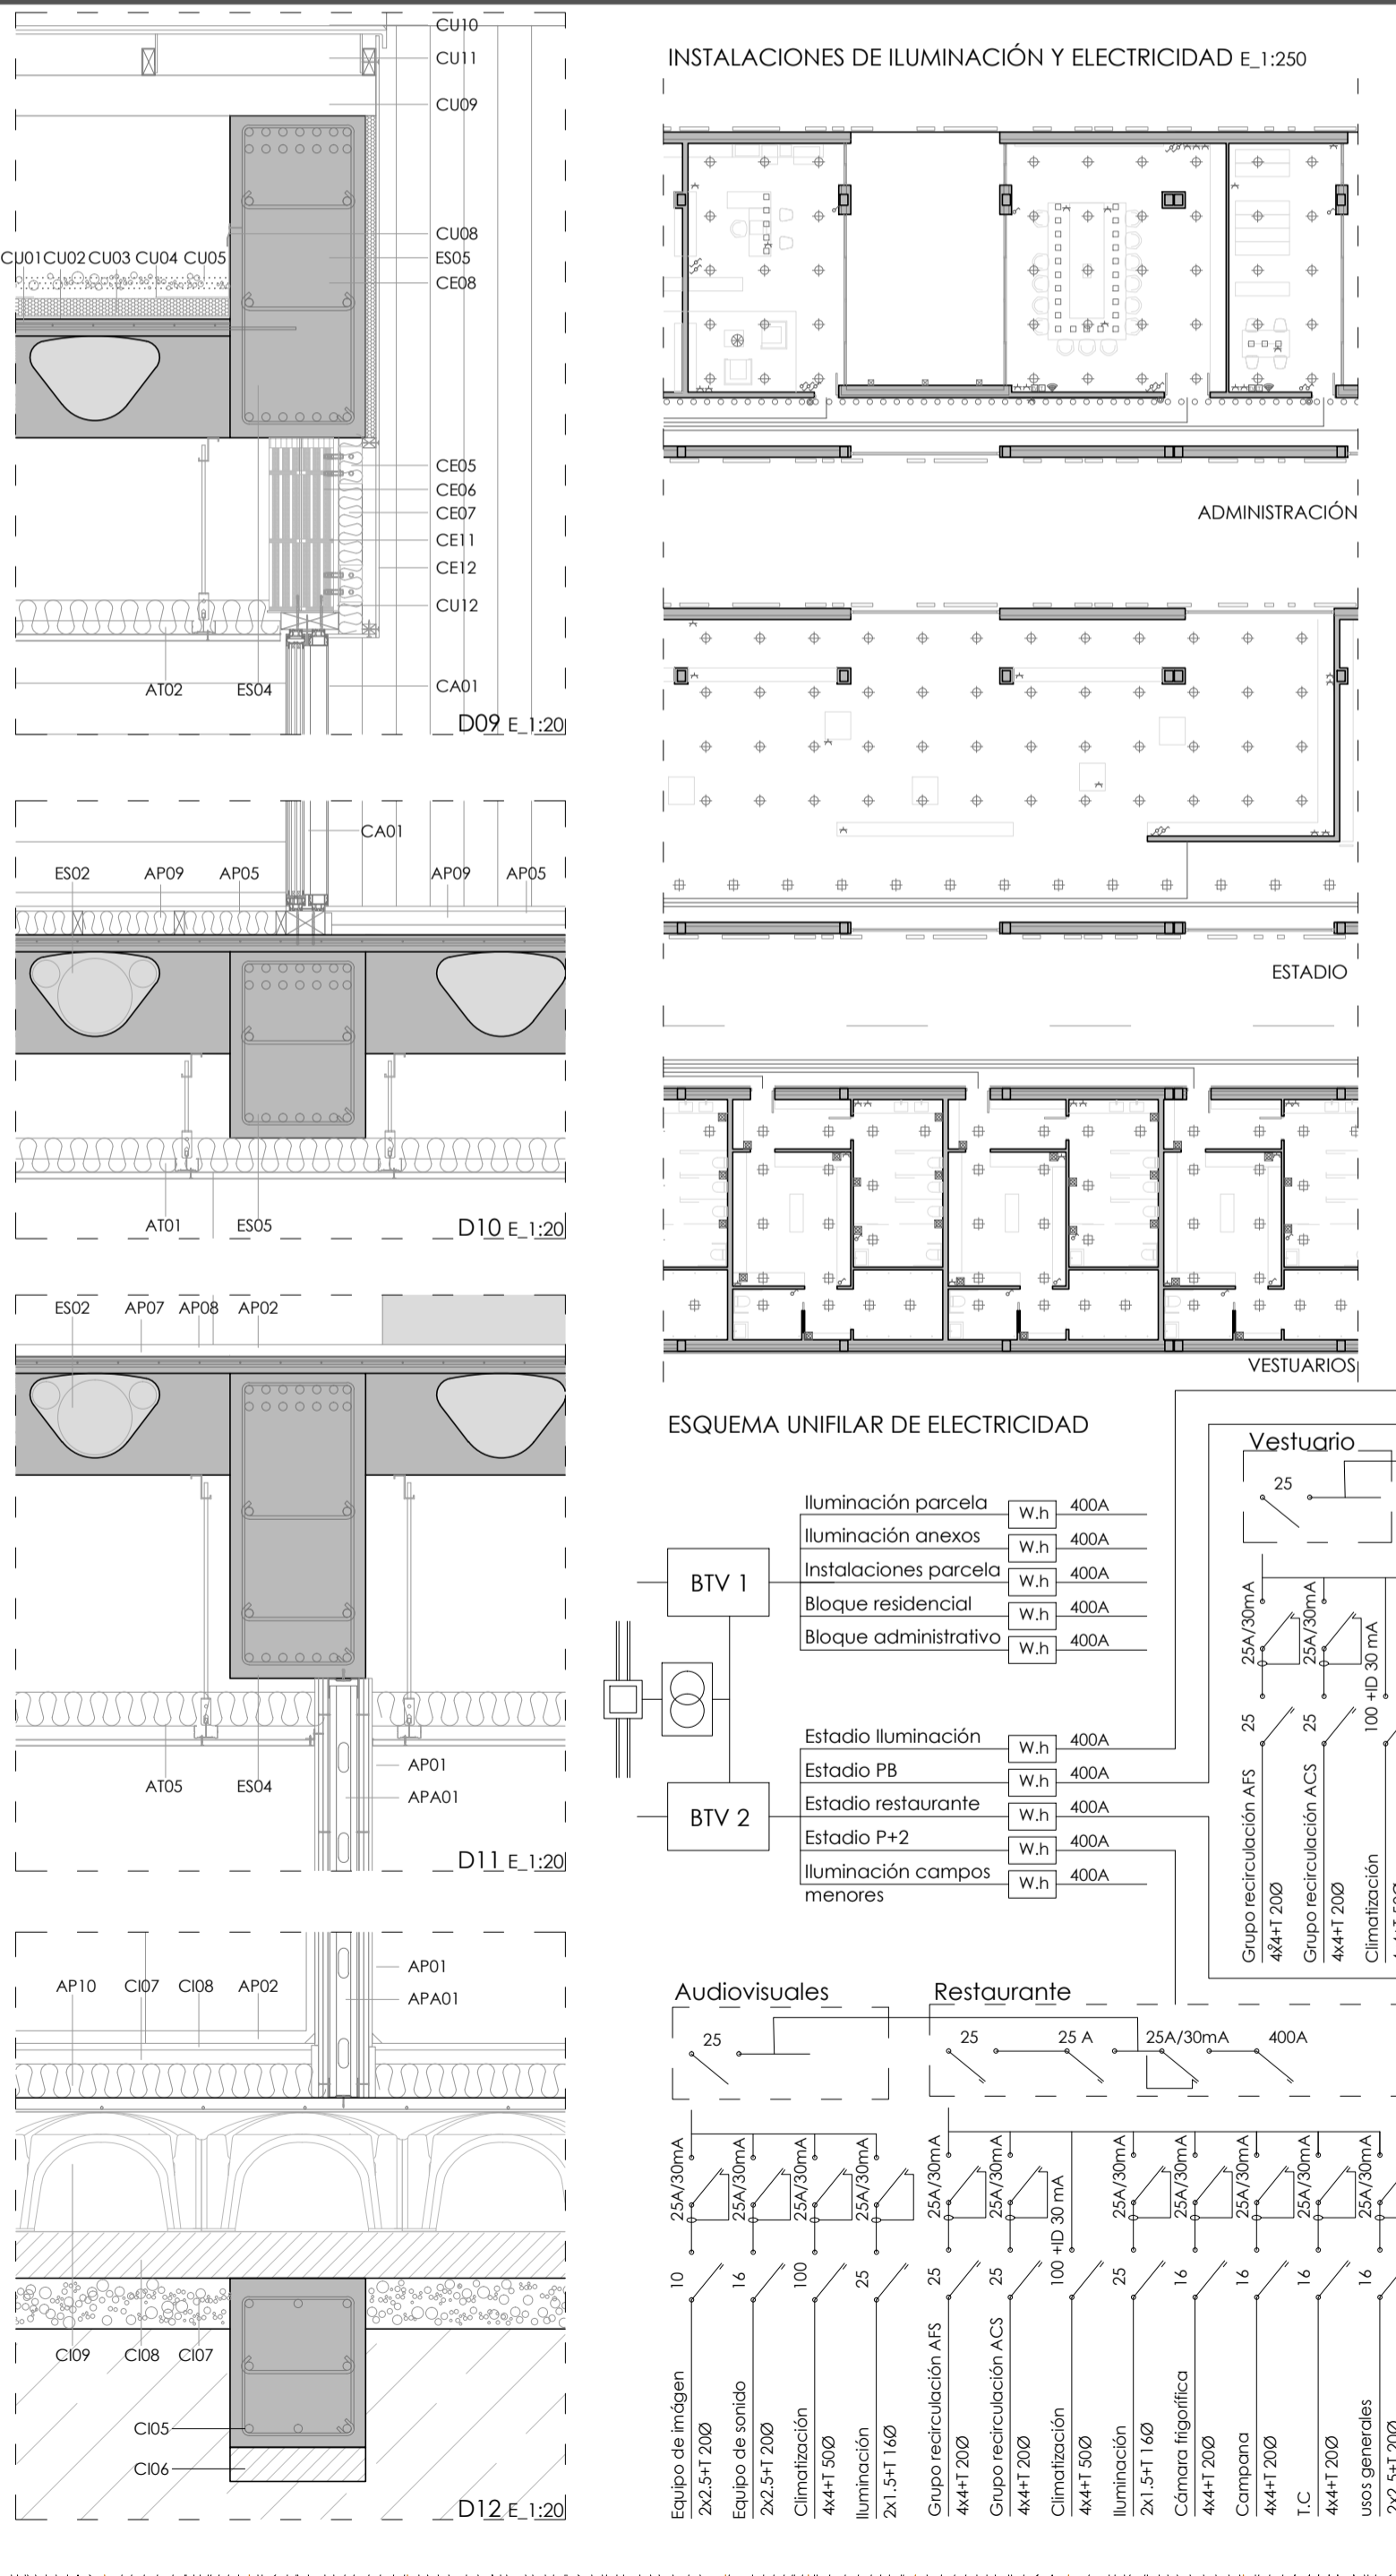 CU10
CU11
CU09
CU08
CU01 CU02 CU03 CU04 CU05
ES05
CE08
CE05
CE06
CE07
CE11
CE12
CU12
AT02
ES04
CA01
D09 E_1:20
CA01
ES02
AP09
AP05
AP09
AP05
AT01
ES05
D10 E_1:20
ES02
AP07
AP08
AP02
AP01
AT05
ES04
APA01
D11 E_1:20
AP01
AP10
CI07
CI08
AP02
APA01
CI09
CI08
CI07
CI05
CI06
D12 E_1:20
INSTALACIONES DE ILUMINACIÓN Y ELECTRICIDAD E_1:250
ADMINISTRACIÓN
ESTADIO
VESTUARIOS
ESQUEMA UNIFILAR DE ELECTRICIDAD
BTV 1
Iluminación parcela W.h 400A
Iluminación anexos W.h 400A
Instalaciones parcela W.h 400A
Bloque residencial W.h 400A
Bloque administrativo W.h 400A
BTV 2
Estadio Iluminación W.h 400A
Estadio PB W.h 400A
Estadio restaurante W.h 400A
Estadio P+2 W.h 400A
Iluminación campos W.h 400A
menores
Vestuario
25
25A/30mA
25
Grupo recirculación AFS
4x4+T 20Ø
25A/30mA
25
Grupo recirculación ACS
4x4+T 20Ø
100 +ID 30 mA
Climatización
Audiovisuales
25
25A/30mA
10
Equipo de imágen
2x2.5+T 20Ø
25A/30mA
16
Equipo de sonido
2x2.5+T 20Ø
25A/30mA
100
Climatización
4x4+T 50Ø
25A/30mA
25
Iluminación
2x1.5+T 16Ø
Restaurante
25
25 A
25A/30mA
400A
25A/30mA
25
Grupo recirculación AFS
4x4+T 20Ø
25A/30mA
25
Grupo recirculación ACS
4x4+T 20Ø
100 +ID 30 mA
Climatización
4x4+T 50Ø
25A/30mA
25
Iluminación
2x1.5+T 16Ø
25A/30mA
16
Cámara frigorífica
4x4+T 20Ø
25A/30mA
16
Campana
4x4+T 20Ø
25A/30mA
16
T.C
4x4+T 20Ø
25A/30mA
16
usos generales
2x2.5+T 20Ø